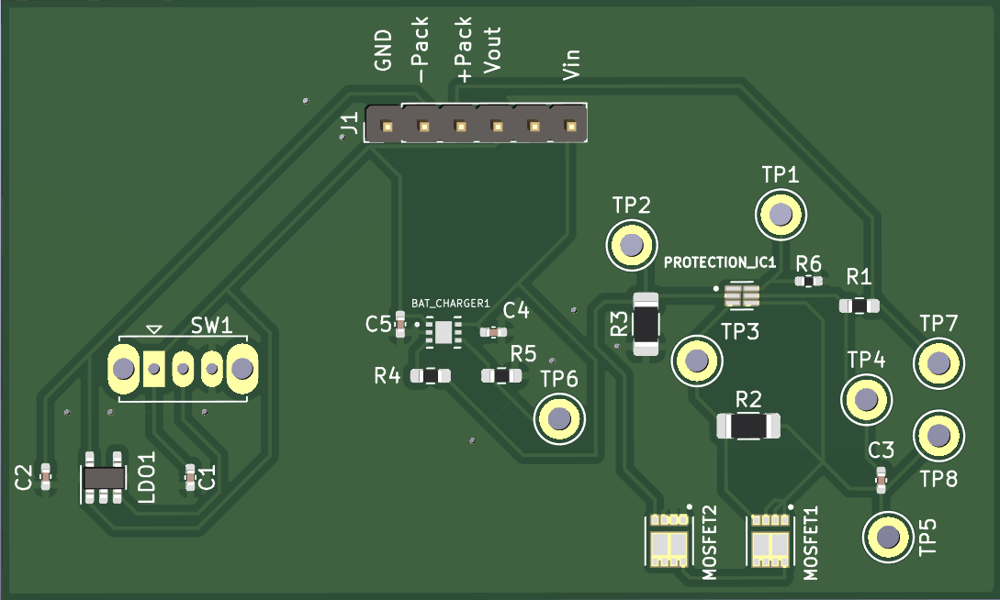 GND
-Pack
+Pack
Vout
Vin
J1
TP1
TP2
PROTECTION_IC1
R6
R1
BAT_CHARGER1
SW1
C5
C4
R3
TP3
TP7
R5
R4
TP6
TP4
R2
C3
C2
LDO1
C1
TP8
MOSFET2
MOSFET1
TP5